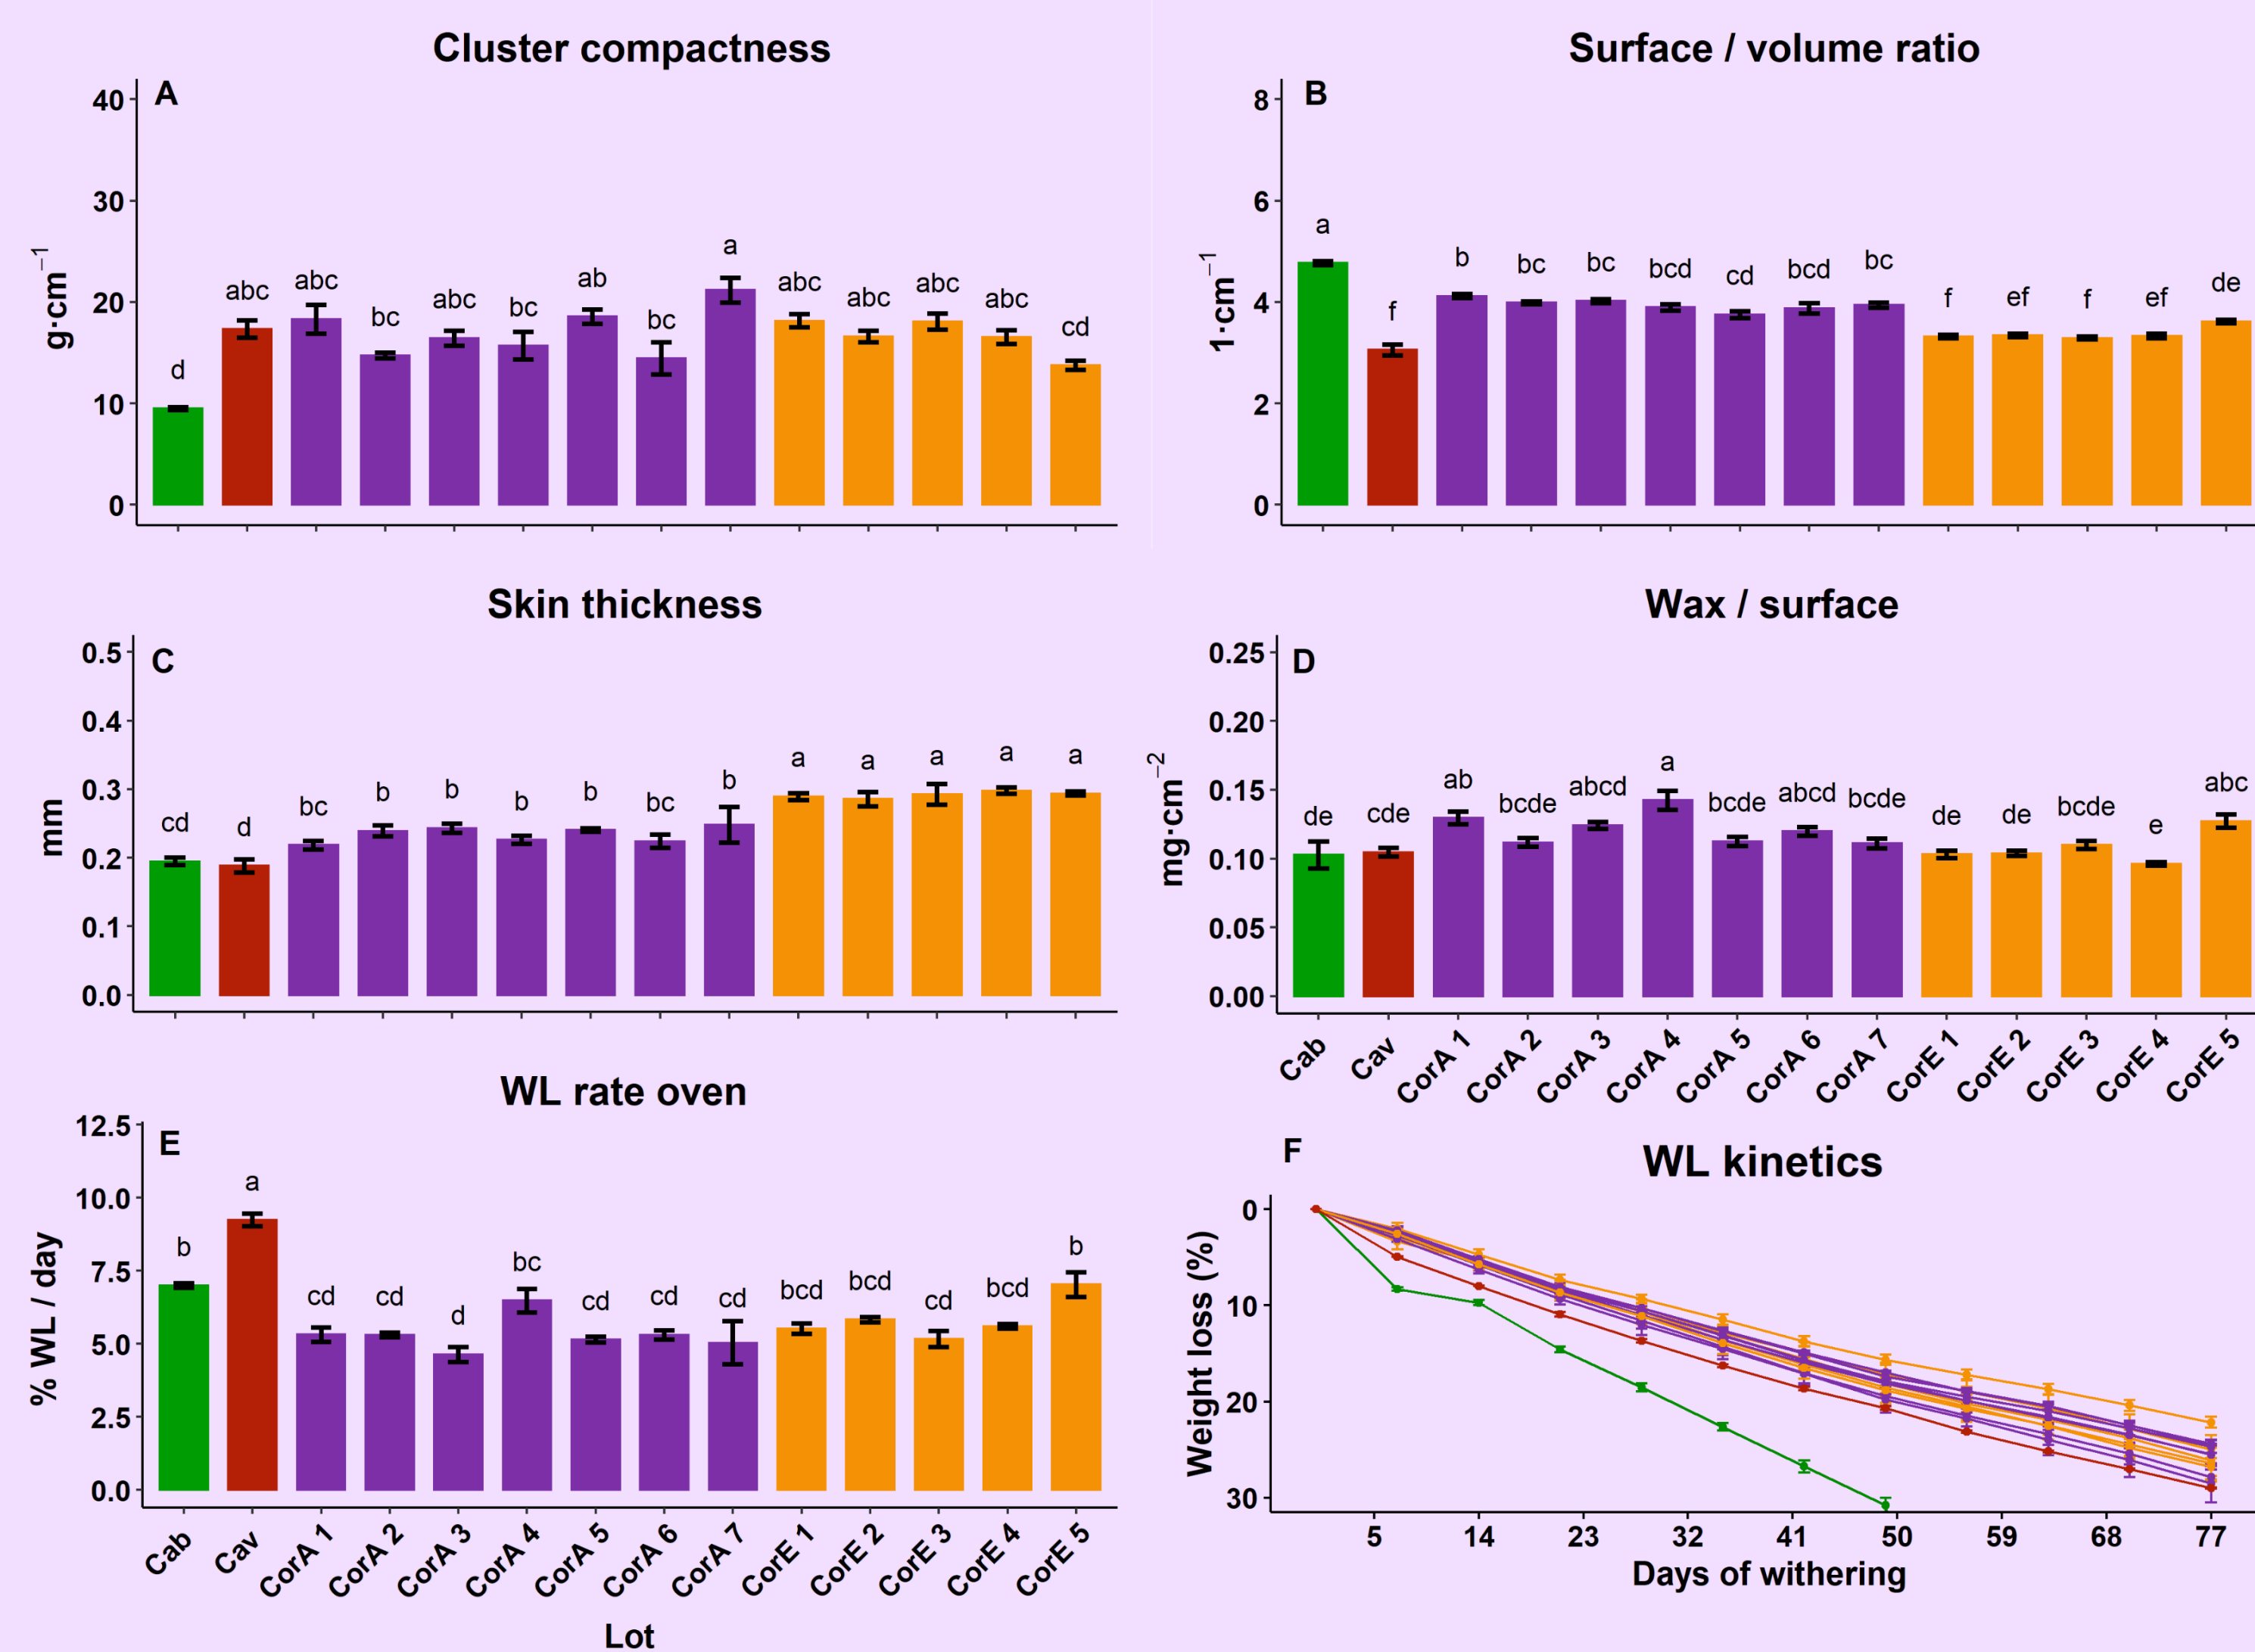 Cluster compactness
A
40
30
20
10
0
g·cm⁻¹
d abc abc bc abc bc ab bc a abc abc abc abc cd
Surface / volume ratio
B
8
6
4
2
0
1·cm⁻¹
a f b bc bc bcd cd bcd bc f ef f ef de
Skin thickness
C
0.5
0.4
0.3
0.2
0.1
0.0
mm
cd d bc b b b b bc b a a a a a
Wax / surface
D
0.25
0.20
0.15
0.10
0.05
0.00
mg·cm⁻²
de cde ab bcde abcd a bcde abcd bcde de de bcde e abc
Cab Cav CorA 1 CorA 2 CorA 3 CorA 4 CorA 5 CorA 6 CorA 7 CorE 1 CorE 2 CorE 3 CorE 4 CorE 5
WL rate oven
E
12.5
10.0
7.5
5.0
2.5
0.0
% WL / day
b a cd cd d bc cd cd cd bcd bcd cd bcd b
Cab Cav CorA 1 CorA 2 CorA 3 CorA 4 CorA 5 CorA 6 CorA 7 CorE 1 CorE 2 CorE 3 CorE 4 CorE 5
Lot
F
WL kinetics
0
10
20
30
Weight loss (%)
5 14 23 32 41 50 59 68 77
Days of withering